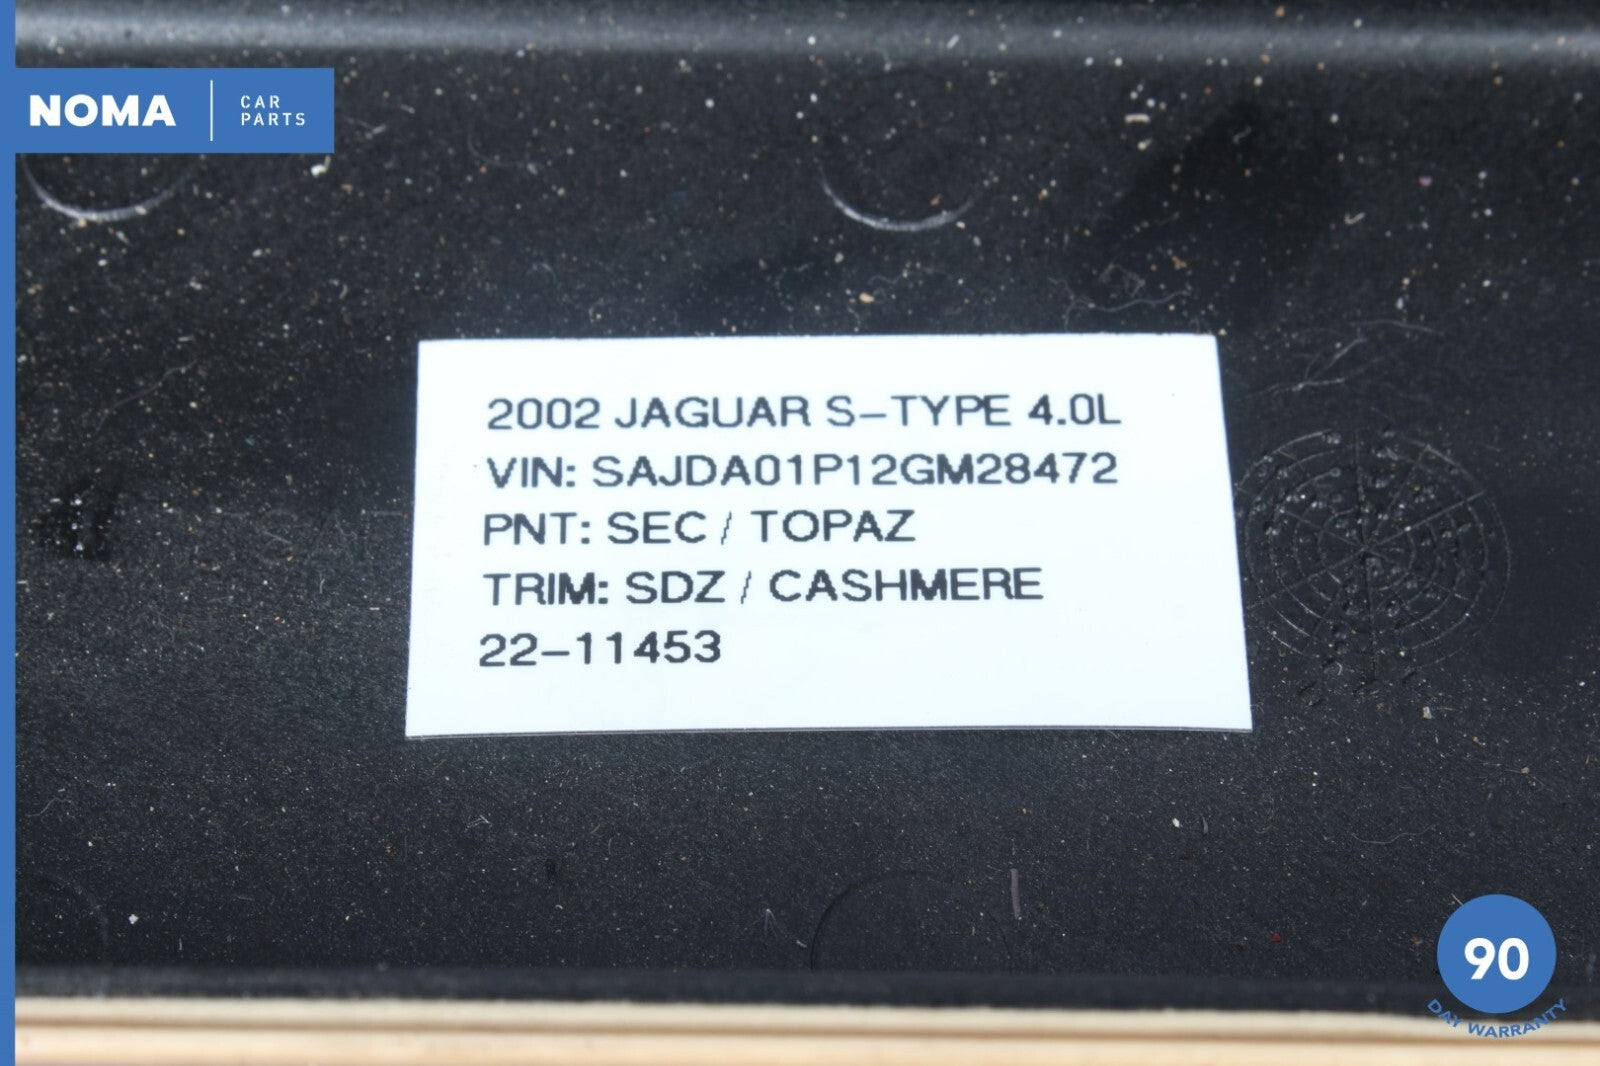 NOMA
CAR
PARTS
2002 JAGUAR S-TYPE 4.0L
VIN: SAJDA01P12GM28472
PNT: SEC / TOPAZ
TRIM: SDZ / CASHMERE
22-11453
90
DAY WARRANTY